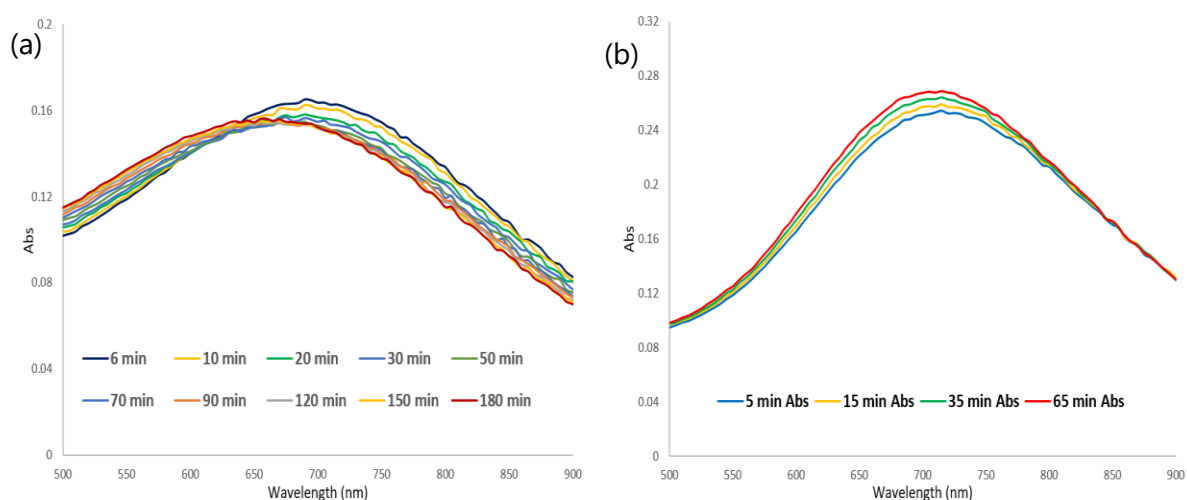 (a)
0.2
0.16
0.12
0.08
0.04
0
Abs
6 min 10 min 20 min 30 min 50 min
70 min 90 min 120 min 150 min 180 min
500 550 600 650 700 750 800 850 900
Wavelength (nm)
(b)
0.32
0.28
0.24
0.2
0.16
0.12
0.08
0.04
0
Abs
5 min Abs 15 min Abs 35 min Abs 65 min Abs
500 550 600 650 700 750 800 850 900
Wavelength (nm)